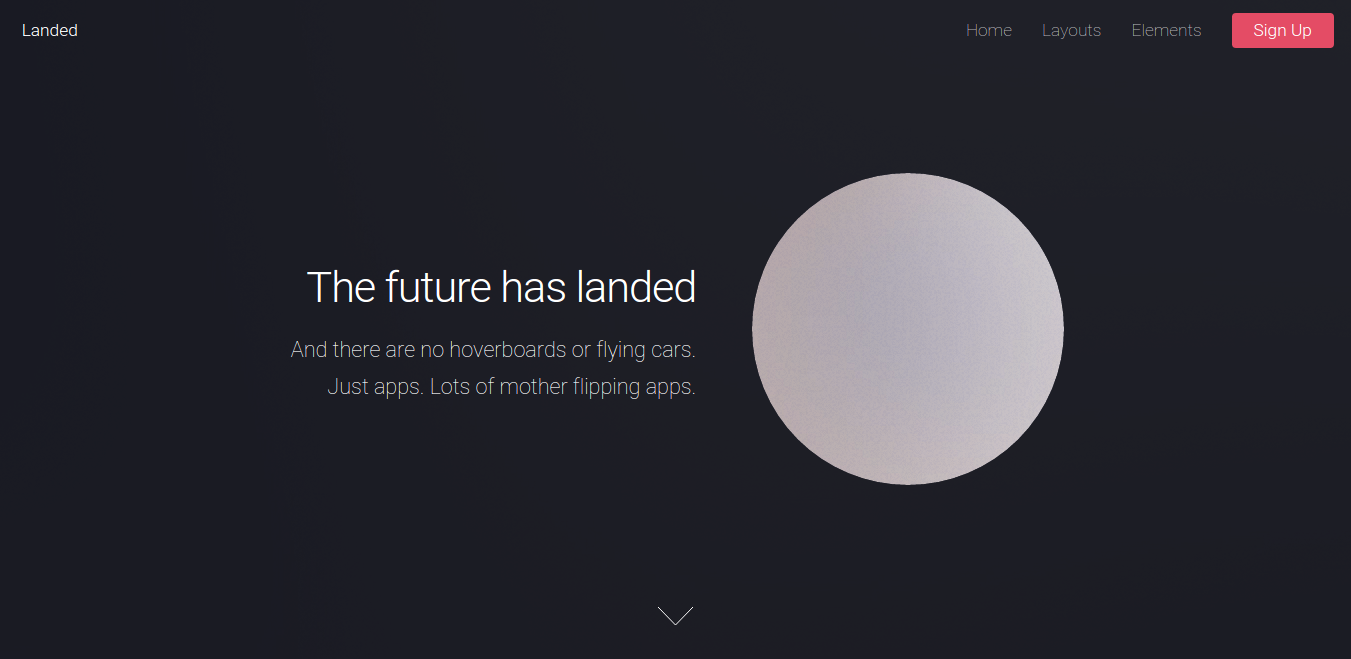 Landed
Home Layouts Elements Sign Up
The future has landed
And there are no hoverboards or flying cars.
Just apps. Lots of mother flipping apps.